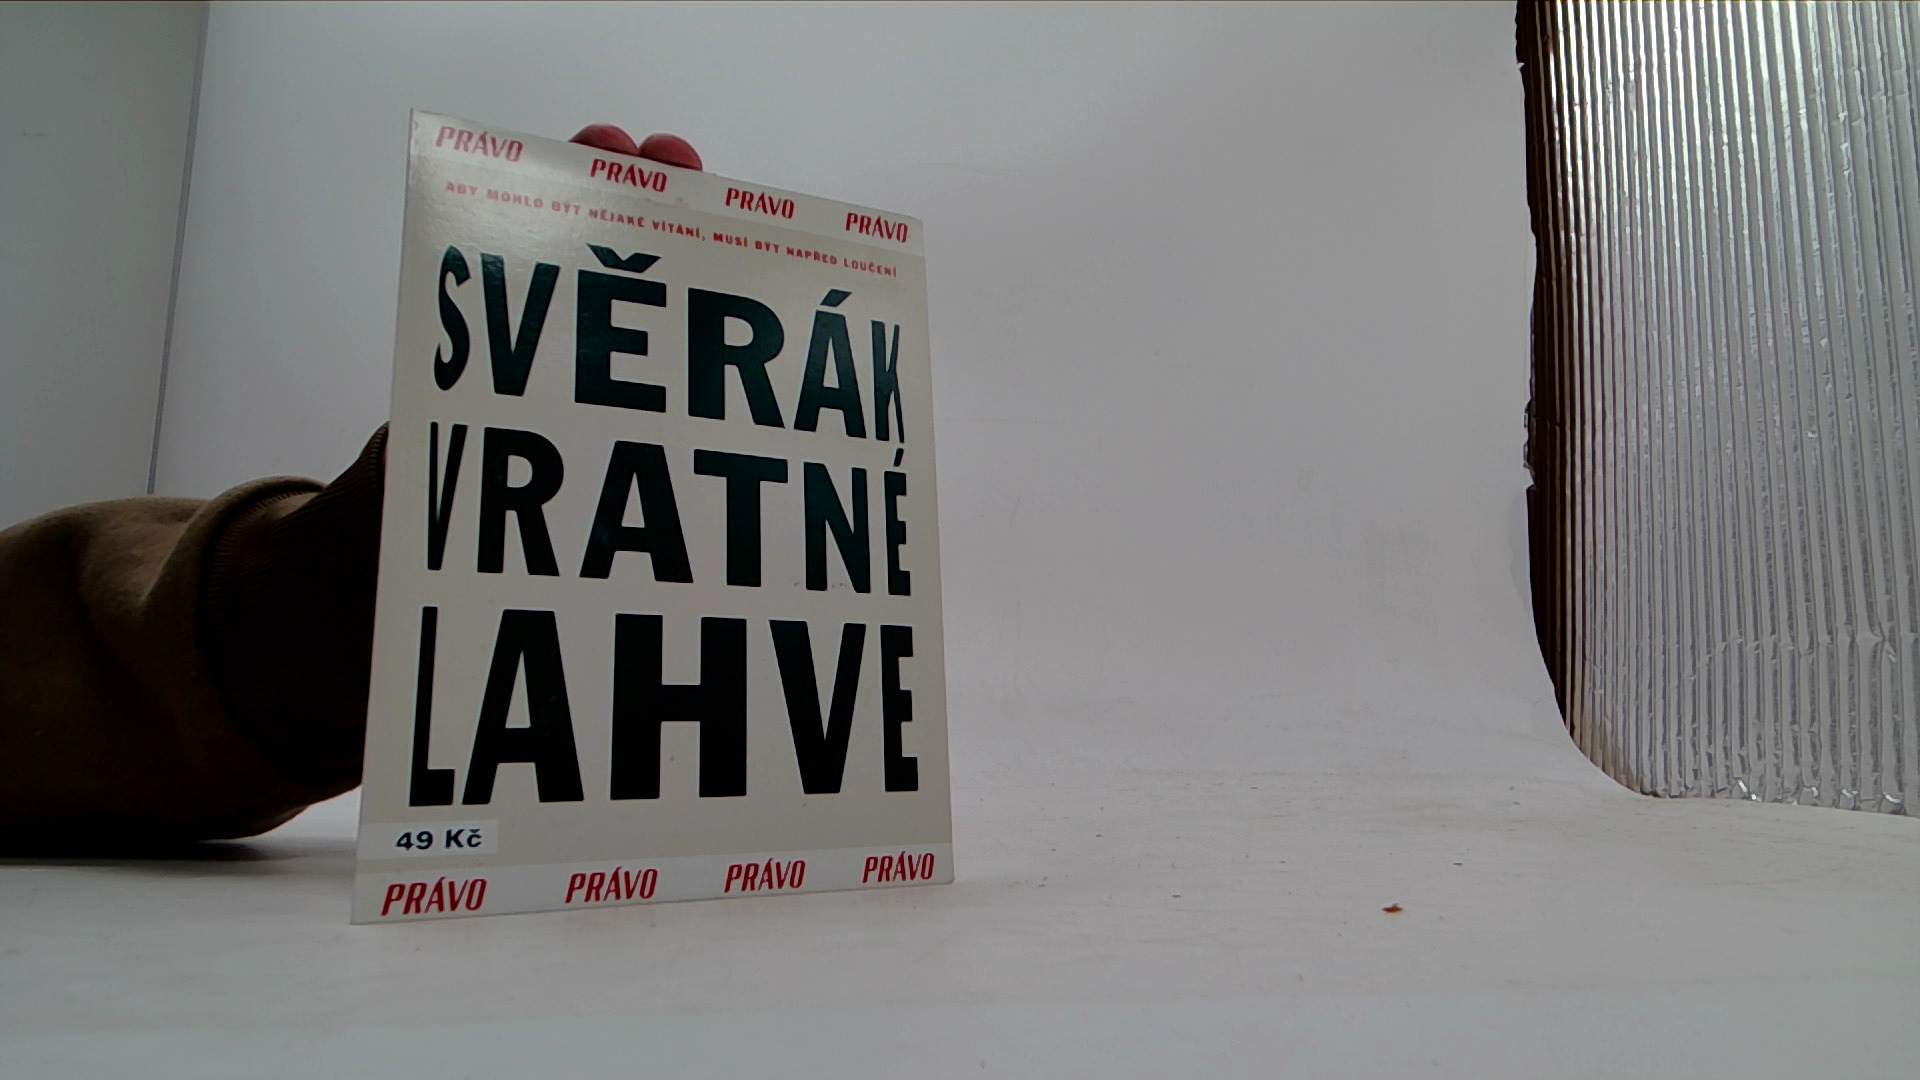 PRÁVO PRÁVO PRÁVO PRÁVO
ABY MOHLO BÝT NĚJAKÉ VÍTÁNÍ, MUSÍ BÝT NAPŘED LOUČENÍ
SVĚRÁK
VRATNÉ
LAHVE
49 Kč
PRÁVO PRÁVO PRÁVO PRÁVO